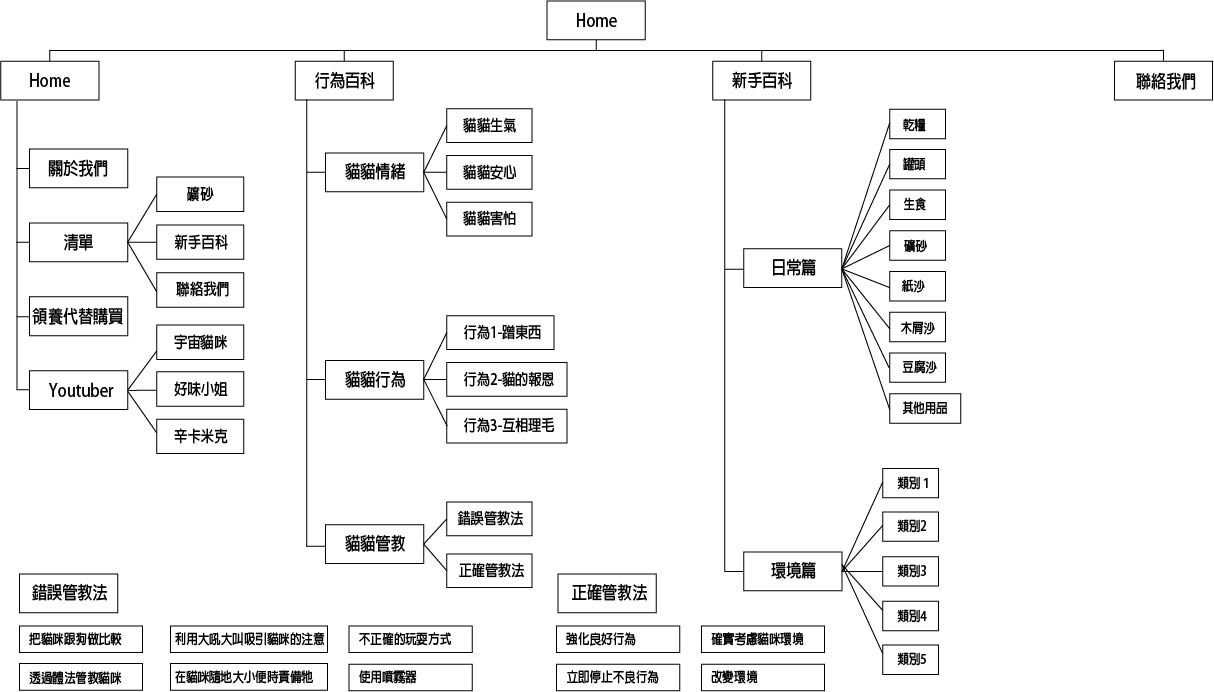 Home
Home
行為百科
新手百科
聯絡我們
關於我們
清單
礦砂
新手百科
聯絡我們
領養代替購買
Youtuber
宇宙貓咪
好味小姐
辛卡米克
貓貓情緒
貓貓生氣
貓貓安心
貓貓害怕
貓貓行為
行為1-蹭東西
行為2-貓的報恩
行為3-互相理毛
貓貓管教
錯誤管教法
正確管教法
日常篇
乾糧
罐頭
生食
礦砂
紙沙
木屑沙
豆腐沙
其他用品
環境篇
類別 1
類別2
類別3
類別4
類別5
錯誤管教法
把貓咪跟狗做比較
利用大吼大叫吸引貓咪的注意
不正確的玩耍方式
透過體法管教貓咪
在貓咪隨地大小便時責備牠
使用噴霧器
正確管教法
強化良好行為
確實考慮貓咪環境
立即停止不良行為
改變環境